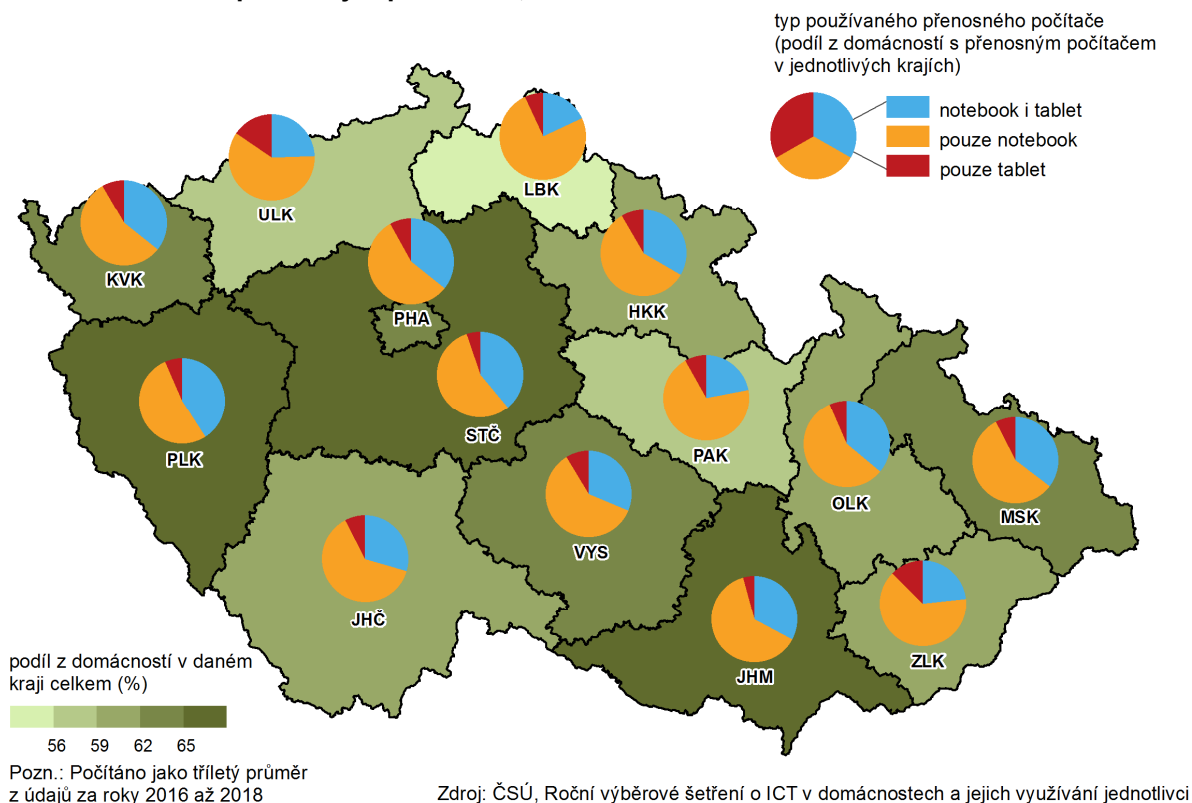 typ používaného přenosného počítače
(podíl z domácností s přenosným počítačem
v jednotlivých krajích)
notebook i tablet
pouze notebook
pouze tablet
LBK
ULK
KVK
HKK
PHA
STČ
PLK
PAK
OLK
MSK
VYS
JHČ
ZLK
JHM
podíl z domácností v daném
kraji celkem (%)
56 59 62 65
Pozn.: Počítáno jako tříletý průměr
z údajů za roky 2016 až 2018
Zdroj: ČSÚ, Roční výběrové šetření o ICT v domácnostech a jejich využívání jednotlivci